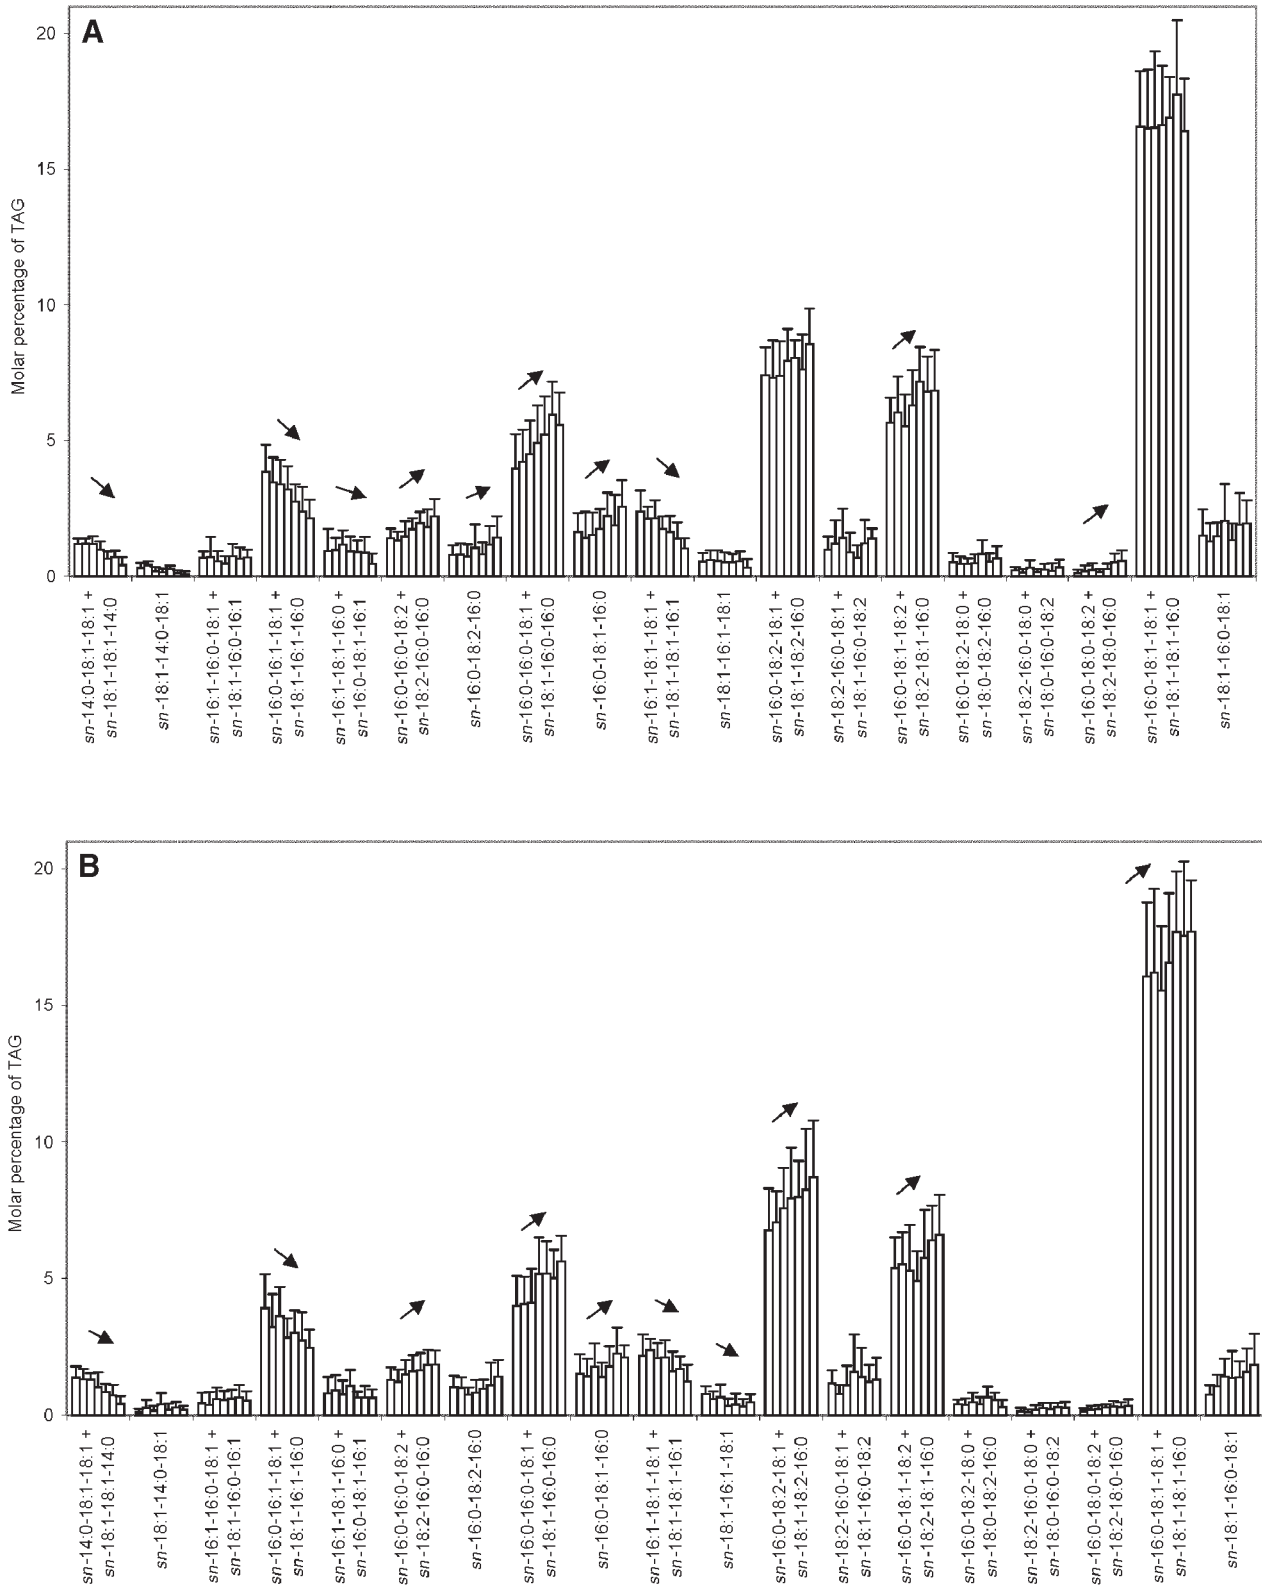 A
20
15
10
5
0
Molar percentage of TAG
sn-14:0-18:1-18:1 +
sn-18:1-18:1-14:0
sn-18:1-14:0-18:1
sn-16:1-16:0-18:1 +
sn-18:1-16:0-16:1
sn-16:0-16:1-18:1 +
sn-18:1-16:1-16:0
sn-16:1-18:1-16:0 +
sn-16:0-18:1-16:1
sn-16:0-16:0-18:2 +
sn-18:2-16:0-16:0
sn-16:0-18:2-16:0
sn-16:0-16:0-18:1 +
sn-18:1-16:0-16:0
sn-16:0-18:1-16:0
sn-16:1-18:1-18:1 +
sn-18:1-18:1-16:1
sn-18:1-16:1-18:1
sn-16:0-18:2-18:1 +
sn-18:1-18:2-16:0
sn-18:2-16:0-18:1 +
sn-18:1-16:0-18:2
sn-16:0-18:1-18:2 +
sn-18:2-18:1-16:0
sn-16:0-18:2-18:0 +
sn-18:0-18:2-16:0
sn-18:2-16:0-18:0 +
sn-18:0-16:0-18:2
sn-16:0-18:0-18:2 +
sn-18:2-18:0-16:0
sn-16:0-18:1-18:1 +
sn-18:1-18:1-16:0
sn-18:1-16:0-18:1
B
20
15
10
5
0
Molar percentage of TAG
sn-14:0-18:1-18:1 +
sn-18:1-18:1-14:0
sn-18:1-14:0-18:1
sn-16:1-16:0-18:1 +
sn-18:1-16:0-16:1
sn-16:0-16:1-18:1 +
sn-18:1-16:1-16:0
sn-16:1-18:1-16:0 +
sn-16:0-18:1-16:1
sn-16:0-16:0-18:2 +
sn-18:2-16:0-16:0
sn-16:0-18:2-16:0
sn-16:0-16:0-18:1 +
sn-18:1-16:0-16:0
sn-16:0-18:1-16:0
sn-16:1-18:1-18:1 +
sn-18:1-18:1-16:1
sn-18:1-16:1-18:1
sn-16:0-18:2-18:1 +
sn-18:1-18:2-16:0
sn-18:2-16:0-18:1 +
sn-18:1-16:0-18:2
sn-16:0-18:1-18:2 +
sn-18:2-18:1-16:0
sn-16:0-18:2-18:0 +
sn-18:0-18:2-16:0
sn-18:2-16:0-18:0 +
sn-18:0-16:0-18:2
sn-16:0-18:0-18:2 +
sn-18:2-18:0-16:0
sn-16:0-18:1-18:1 +
sn-18:1-18:1-16:0
sn-18:1-16:0-18:1